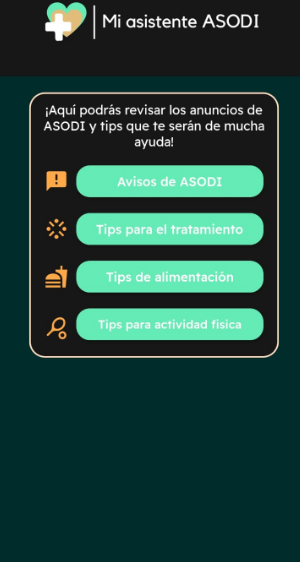 Mi asistente ASODI
¡Aquí podrás revisar los anuncios de
ASODI y tips que te serán de mucha
ayuda!
Avisos de ASODI
Tips para el tratamiento
Tips de alimentación
Tips para actividad física